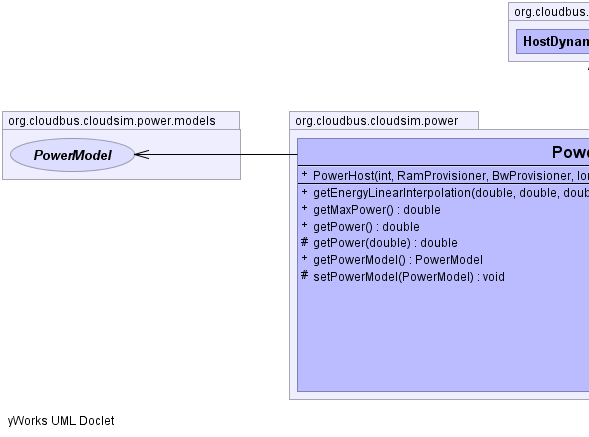 org.cloudbus.
HostDynam
org.cloudbus.cloudsim.power.models
PowerModel
org.cloudbus.cloudsim.power
Powe
+ PowerHost(int, RamProvisioner, BwProvisioner, lon
+ getEnergyLinearInterpolation(double, double, doub
+ getMaxPower() : double
+ getPower() : double
# getPower(double) : double
+ getPowerModel() : PowerModel
# setPowerModel(PowerModel) : void
yWorks UML Doclet